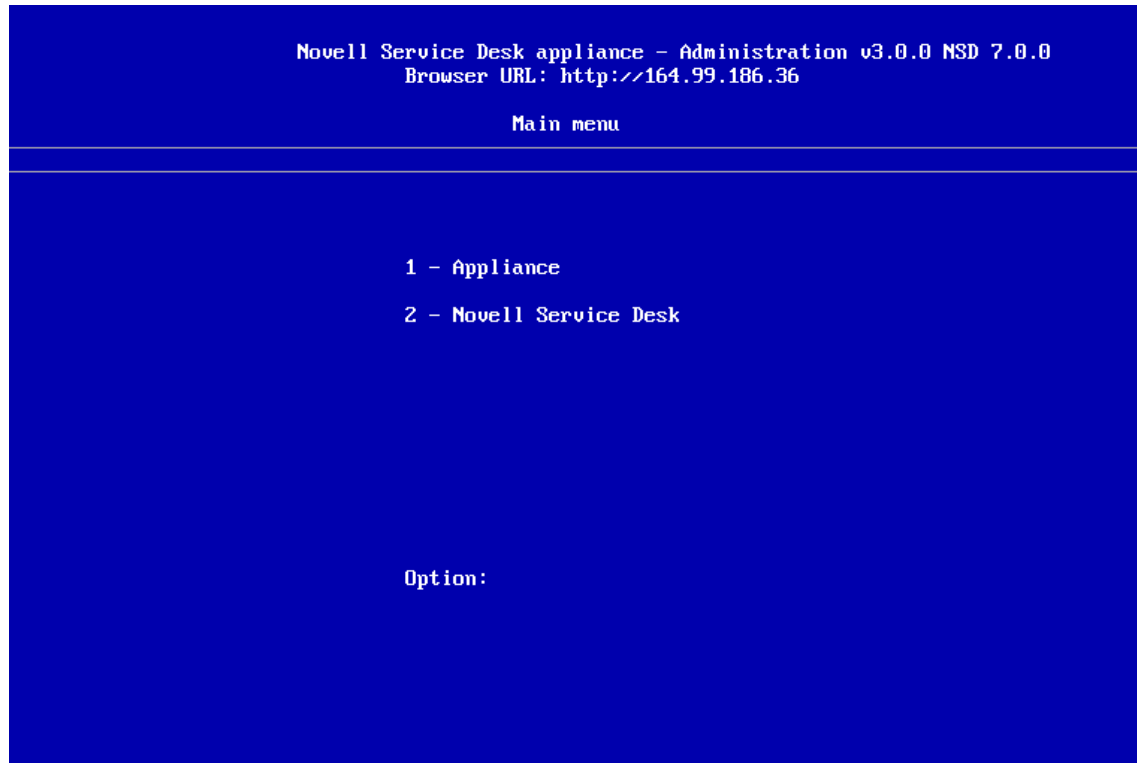 Novell Service Desk appliance - Administration v3.0.0 NSD 7.0.0
Browser URL: http://164.99.186.36
Main menu
1 - Appliance
2 - Novell Service Desk
Option: